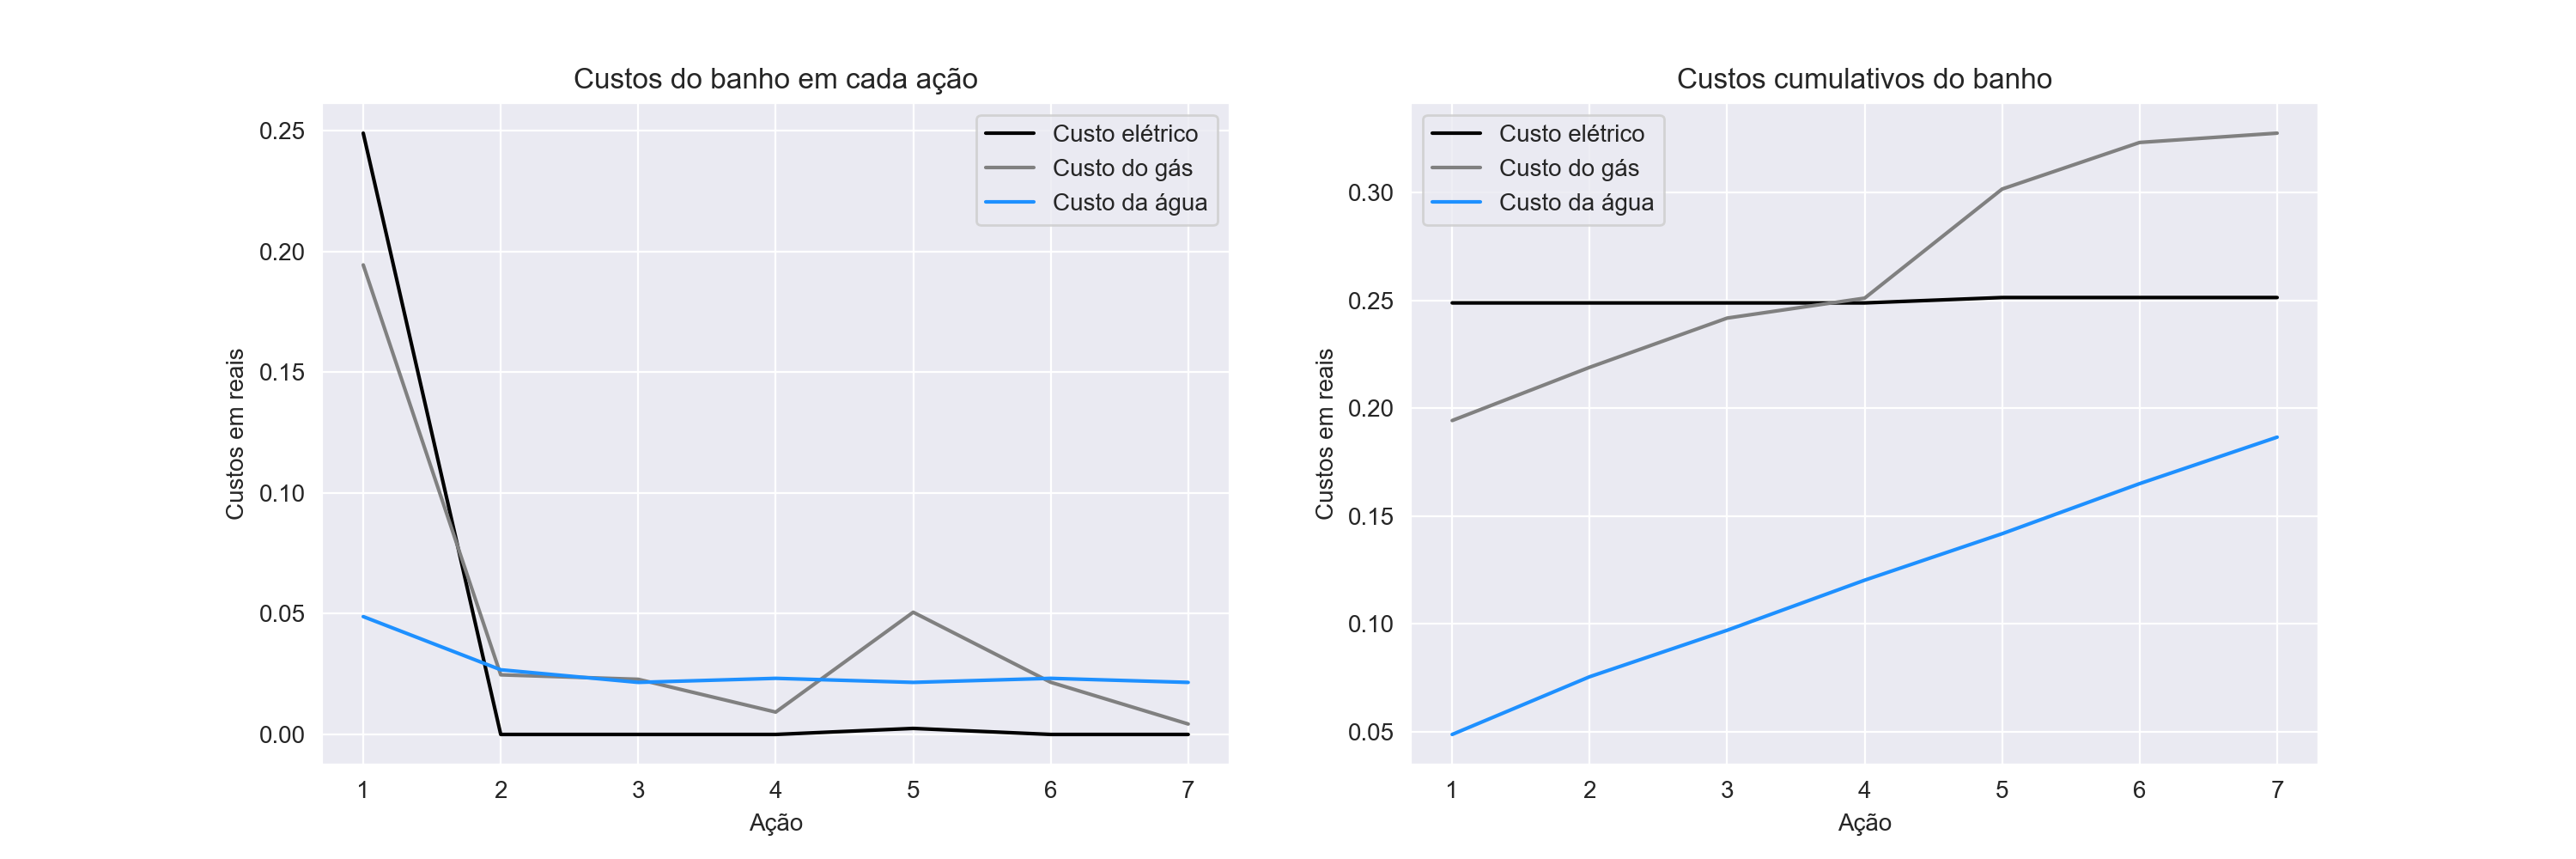 Custos do banho em cada ação
Custos em reais
0.25
0.20
0.15
0.10
0.05
0.00
Custo elétrico
Custo do gás
Custo da água
1 2 3 4 5 6 7
Ação
Custos cumulativos do banho
Custos em reais
0.30
0.25
0.20
0.15
0.10
0.05
Custo elétrico
Custo do gás
Custo da água
1 2 3 4 5 6 7
Ação